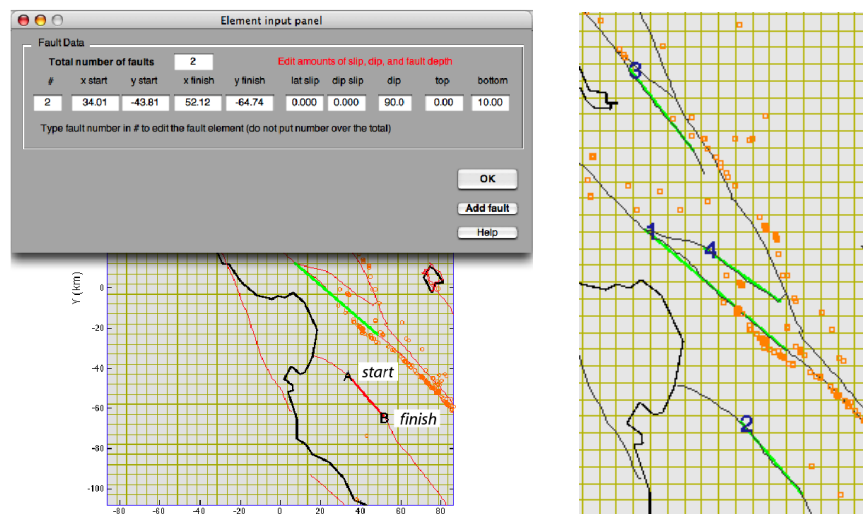 Element input panel
Fault Data
Total number of faults 2 Edit amounts of slip, dip, and fault depth
# x start y start x finish y finish lat slip dip slip dip top bottom
2 34.01 -43.81 52.12 -64.74 0.000 0.000 90.0 0.00 10.00
Type fault number in # to edit the fault element (do not put number over the total)
OK
Add fault
Help
Y (km)
0
-20
-40
-60
-80
-100
-80 -60 -40 -20 0 20 40 60 80
A start
B finish
3
1
4
2